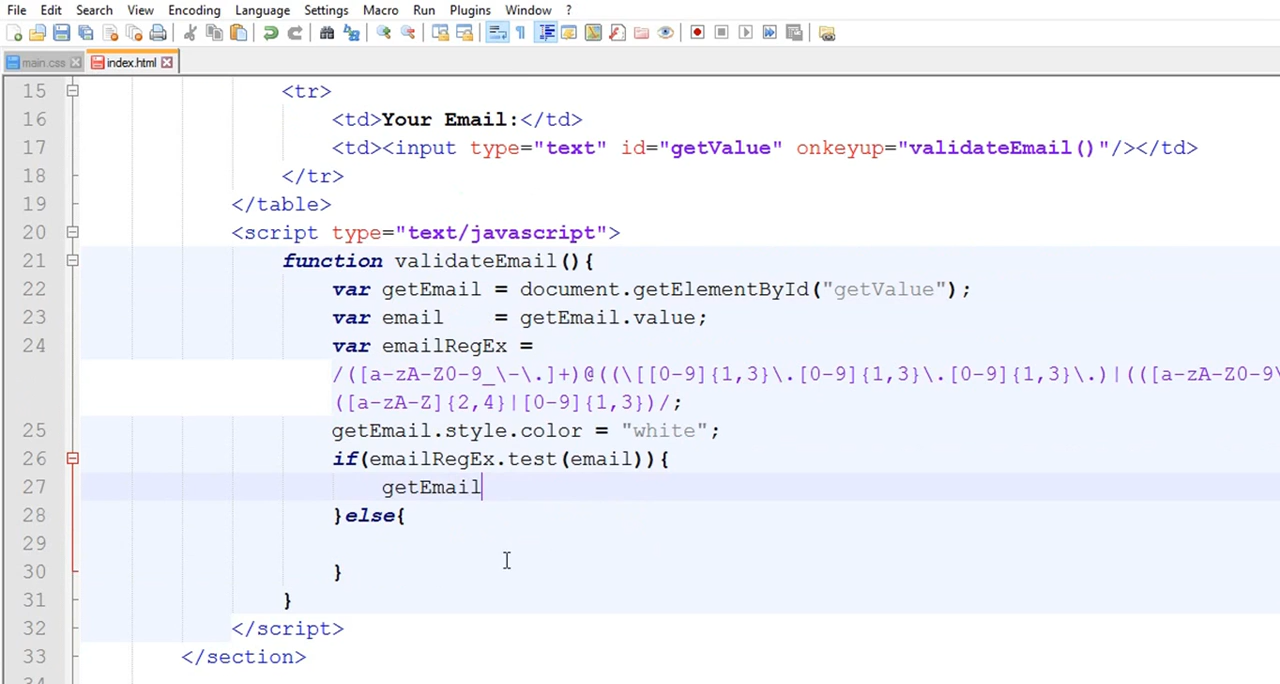 File Edit Search View Encoding Language Settings Macro Run Plugins Window ?
main.css index.html
15 <tr>
16 <td>Your Email:</td>
17 <td><input type="text" id="getValue" onkeyup="validateEmail()"/></td>
18 </tr>
19 </table>
20 <script type="text/javascript">
21 function validateEmail(){
22 var getEmail = document.getElementById("getValue");
23 var email    = getEmail.value;
24 var emailRegEx =
/([a-zA-Z0-9_\-\.]+)@((\[[0-9]{1,3}\.[0-9]{1,3}\.[0-9]{1,3}\.)|(([a-zA-Z0-9\
([a-zA-Z]{2,4}|[0-9]{1,3})/;
25 getEmail.style.color = "white";
26 if(emailRegEx.test(email)){
27 getEmail
28 }else{
29
30 }
31 }
32 </script>
33 </section>
34